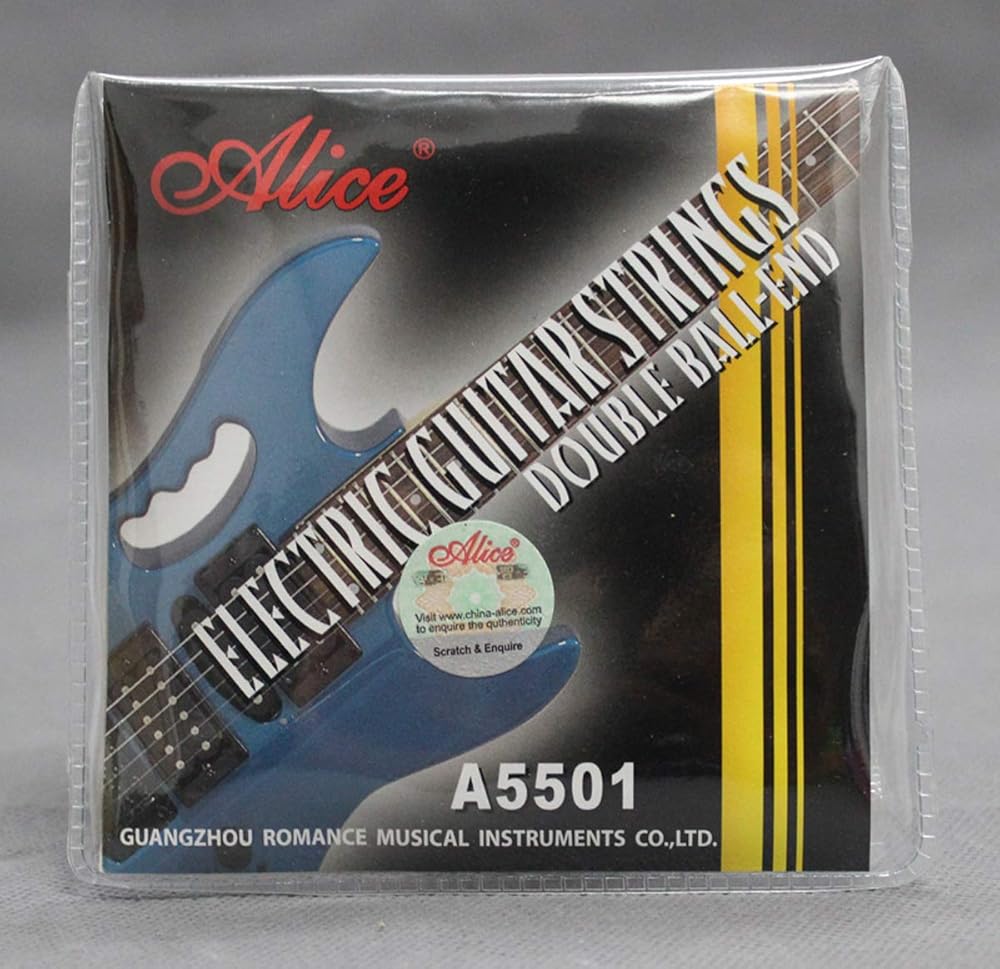 Alice®
ELECTRIC GUITAR STRINGS
DOUBLE BALL-END
Alice®
Visit www.china-alice.com
to enquire the quthenticity
Scratch & Enquire
A5501
GUANGZHOU ROMANCE MUSICAL INSTRUMENTS CO.,LTD.